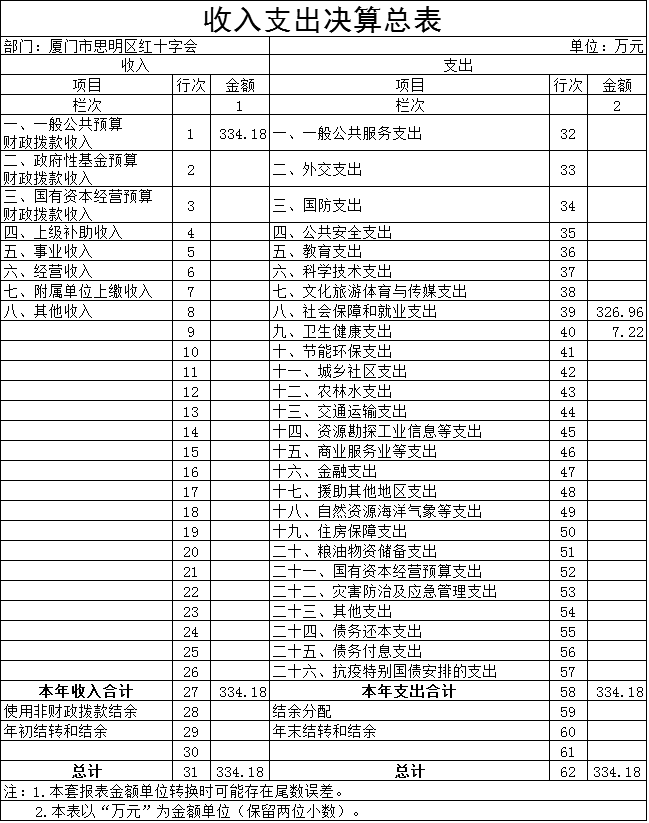 收入支出决算总表
部门：厦门市思明区红十字会 单位：万元
收入 支出
项目 行次 金额 项目 行次 金额
栏次 1 栏次 2
一、一般公共预算
财政拨款收入 1 334.18 一、一般公共服务支出 32
二、政府性基金预算
财政拨款收入 2 二、外交支出 33
三、国有资本经营预算
财政拨款收入 3 三、国防支出 34
四、上级补助收入 4 四、公共安全支出 35
五、事业收入 5 五、教育支出 36
六、经营收入 6 六、科学技术支出 37
七、附属单位上缴收入 7 七、文化旅游体育与传媒支出 38
八、其他收入 8 八、社会保障和就业支出 39 326.96
9 九、卫生健康支出 40 7.22
10 十、节能环保支出 41
11 十一、城乡社区支出 42
12 十二、农林水支出 43
13 十三、交通运输支出 44
14 十四、资源勘探工业信息等支出 45
15 十五、商业服务业等支出 46
16 十六、金融支出 47
17 十七、援助其他地区支出 48
18 十八、自然资源海洋气象等支出 49
19 十九、住房保障支出 50
20 二十、粮油物资储备支出 51
21 二十一、国有资本经营预算支出 52
22 二十二、灾害防治及应急管理支出 53
23 二十三、其他支出 54
24 二十四、债务还本支出 55
25 二十五、债务付息支出 56
26 二十六、抗疫特别国债安排的支出 57
本年收入合计 27 334.18 本年支出合计 58 334.18
使用非财政拨款结余 28 结余分配 59
年初结转和结余 29 年末结转和结余 60
30 61
总计 31 334.18 总计 62 334.18
注：1.本套报表金额单位转换时可能存在尾数误差。
2.本表以“万元”为金额单位（保留两位小数）。